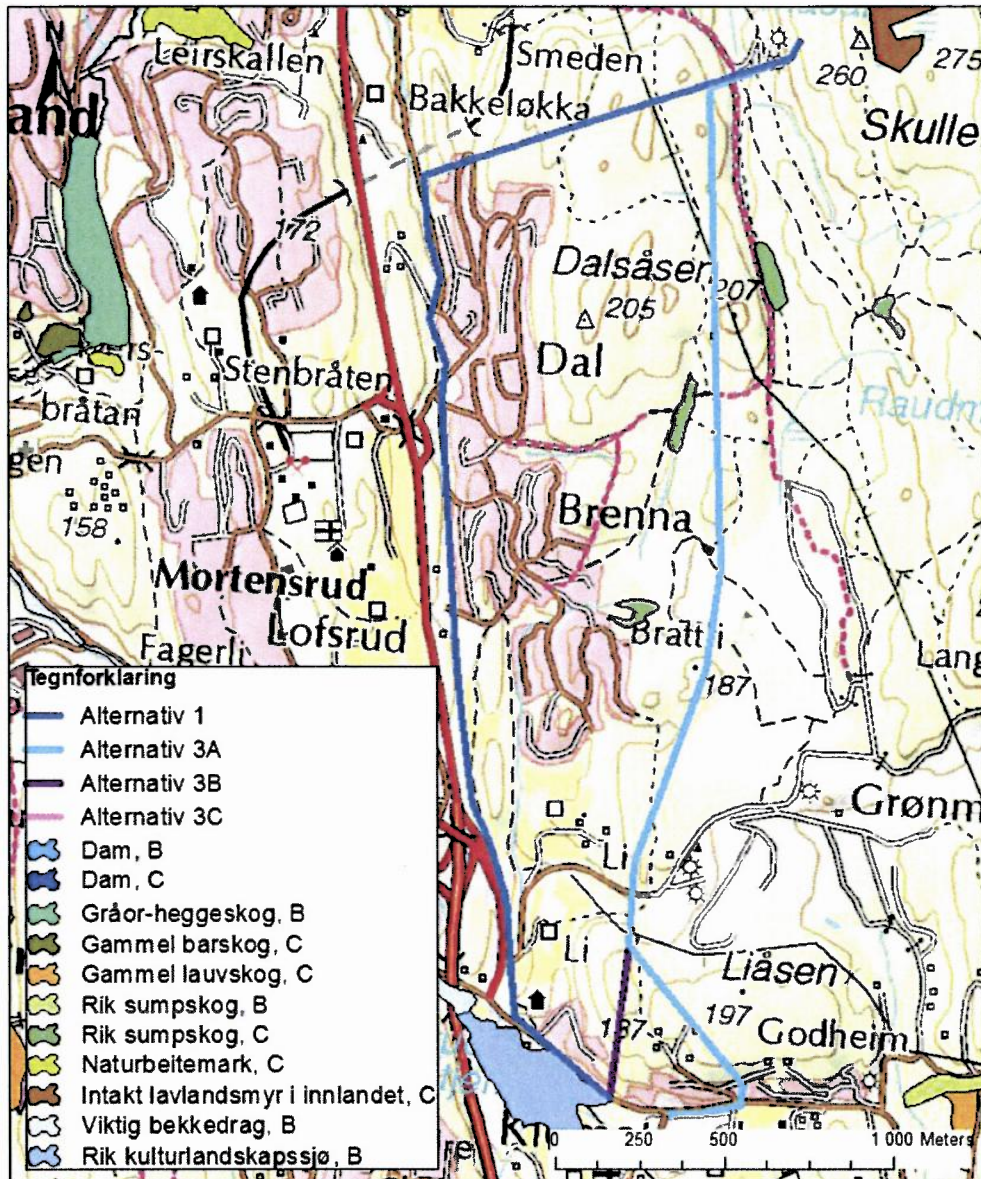 N
Leirskallen
Smeden
Bakkeløkka
260
275
and
Skulle
172
Dalsåsen
205
207
Dal
Stenbråten
bråtan
gen
Raudm
158
Brenna
Mortensrud
Lofsrud
Fagerli
Bratt i
187
Lang
Grønm
Li
Li
Liåsen
197
187
Godheim
Tegnforklaring
Alternativ 1
Alternativ 3A
Alternativ 3B
Alternativ 3C
Dam, B
Dam, C
Gråor-heggeskog, B
Gammel barskog, C
Gammel lauvskog, C
Rik sumpskog, B
Rik sumpskog, C
Naturbeitemark, C
Intakt lavlandsmyr i innlandet, C
Viktig bekkedrag, B
Rik kulturlandskapssjø, B
0 250 500 1 000 Meters